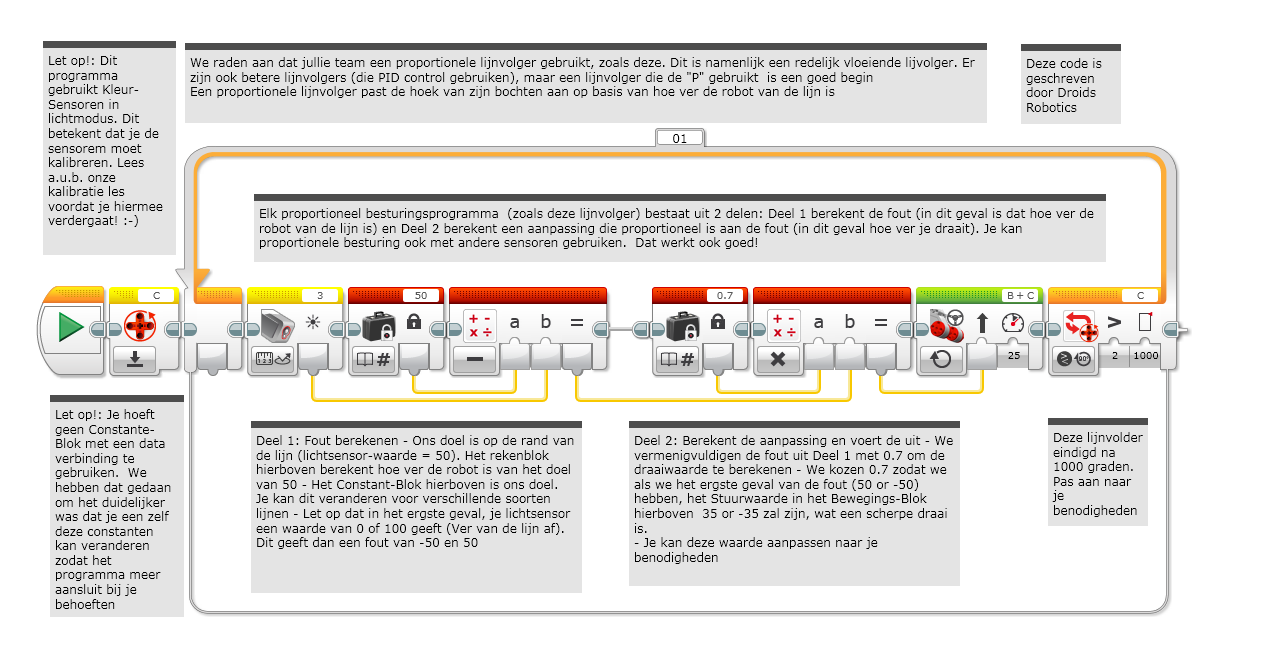 Let op!: Dit
programma
gebruikt Kleur-
Sensoren in
lichtmodus. Dit
betekent dat je de
sensorem moet
kalibreren. Lees
a.u.b. onze
kalibratie les
voordat je hiermee
verdergaat! :-)
We raden aan dat jullie team een proportionele lijnvolger gebruikt, zoals deze. Dit is namenlijk een redelijk vloeiende lijvolger. Er
zijn ook betere lijnvolgers (die PID control gebruiken), maar een lijnvolger die de "P" gebruikt  is een goed begin
Een proportionele lijnvolger past de hoek van zijn bochten aan op basis van hoe ver de robot van de lijn is
Deze code is
geschreven
door Droids
Robotics
01
Elk proportioneel besturingsprogramma  (zoals deze lijnvolger) bestaat uit 2 delen: Deel 1 berekent de fout (in dit geval is dat hoe ver de
robot van de lijn is) en Deel 2 berekent een aanpassing die proportioneel is aan de fout (in dit geval hoe ver je draait). Je kan
proportionele besturing ook met andere sensoren gebruiken.  Dat werkt ook goed!
C
3
50
0.7
B + C
C
+ -
x ÷
a b =
+ -
x ÷
a b =
>
1 2 3
#
−
#
x
25
90°
2
1000
Let op!: Je hoeft
geen Constante-
Blok met een data
verbinding te
gebruiken.  We
hebben dat gedaan
om het duidelijker
was dat je een zelf
deze constanten
kan veranderen
zodat het
programma meer
aansluit bij je
behoeften
Deel 1: Fout berekenen - Ons doel is op de rand van
de lijn (lichtsensor-waarde = 50). Het rekenblok
hierboven berekent hoe ver de robot is van het doel
van 50 - Het Constant-Blok hierboven is ons doel.
Je kan dit veranderen voor verschillende soorten
lijnen - Let op dat in het ergste geval, je lichtsensor
een waarde van 0 of 100 geeft (Ver van de lijn af).
Dit geeft dan een fout van -50 en 50
Deel 2: Berekent de aanpassing en voert de uit - We
vermenigvuldigen de fout uit Deel 1 met 0.7 om de
draaiwaarde te berekenen - We kozen 0.7 zodat we
als we het ergste geval van de fout (50 or -50)
hebben, het Stuurwaarde in het Bewegings-Blok
hierboven  35 or -35 zal zijn, wat een scherpe draai
is.
- Je kan deze waarde aanpassen naar je
benodigheden
Deze lijnvolder
eindigd na
1000 graden.
Pas aan naar
je
benodigheden